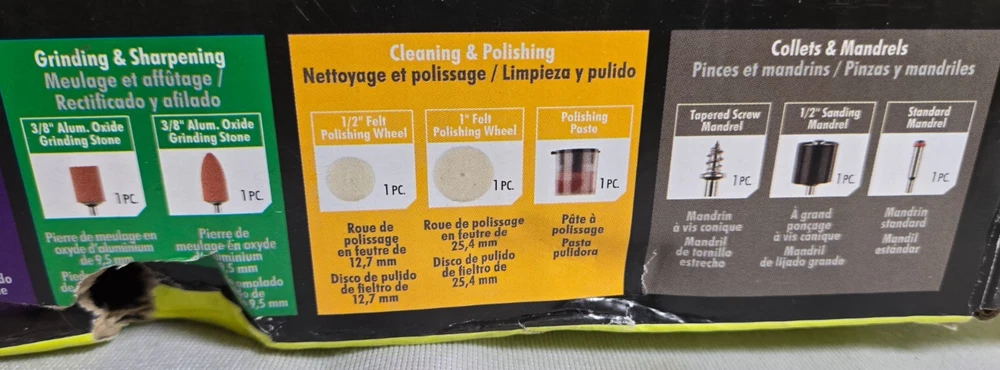 Grinding & Sharpening
Meulage et affûtage /
Rectificado y afilado
3/8" Alum. Oxide
Grinding Stone
1 PC.
3/8" Alum. Oxide
Grinding Stone
1 PC.
Pierre de meulage en
oxyde d'aluminium
de 9,5 mm
Pierre de
meulage en oxyde
9,5 mm
Cleaning & Polishing
Nettoyage et polissage / Limpieza y pulido
1/2" Felt
Polishing Wheel
1 PC.
1" Felt
Polishing Wheel
1 PC.
Polishing
Paste
1 PC.
Roue de
polissage
en feutre de
12,7 mm
Disco de pulido
de fieltro de
12,7 mm
Roue de polissage
en feutre de
25,4 mm
Disco de pulido
de fieltro de
25,4 mm
Pâte à
polissage
Pasta
pulidora
Collets & Mandrels
Pinces et mandrins / Pinzas y mandriles
Tapered Screw
Mandrel
1 PC.
1/2" Sanding
Mandrel
1 PC.
Standard
Mandrel
1 PC.
Mandrin
à vis conique
Mandril
de tornillo
estrecho
À grand
ponçage
à vis conique
Mandril
de lijado grande
Mandrin
standard
Mandil
estándar